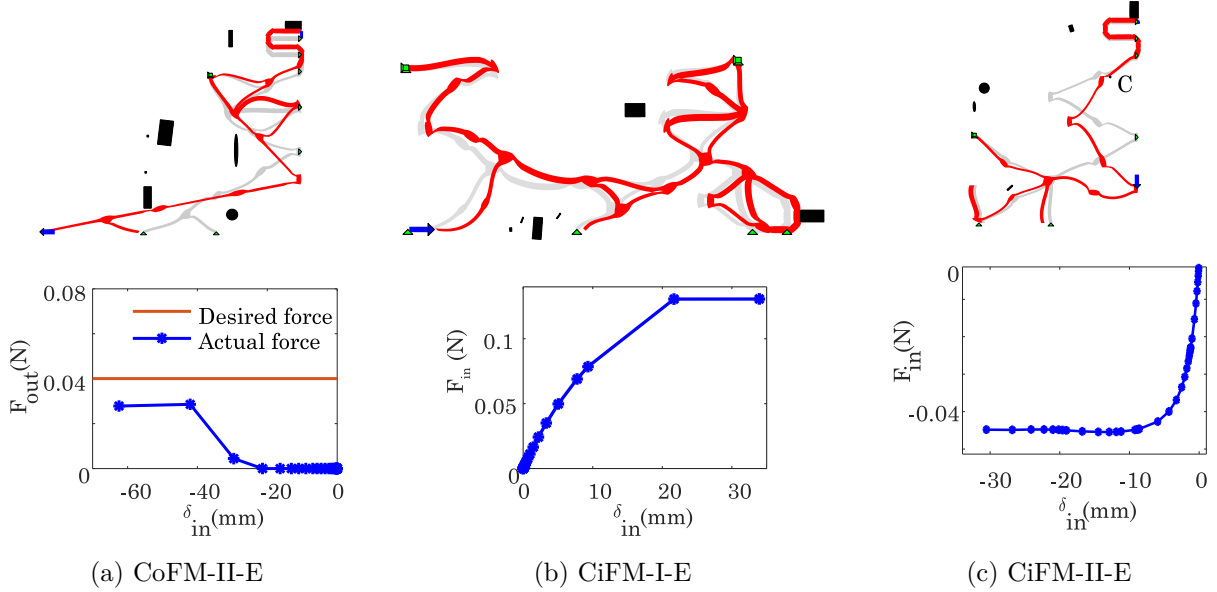 C
0.08
0.04
0
F_out(N)
Desired force
Actual force
-60 -40 -20 0
δ_in(mm)
0.1
0.05
0
F_in (N)
0 10 20 30
δ_in(mm)
0
-0.04
F_in(N)
-30 -20 -10 0
δ_in(mm)
(a) CoFM-II-E
(b) CiFM-I-E
(c) CiFM-II-E